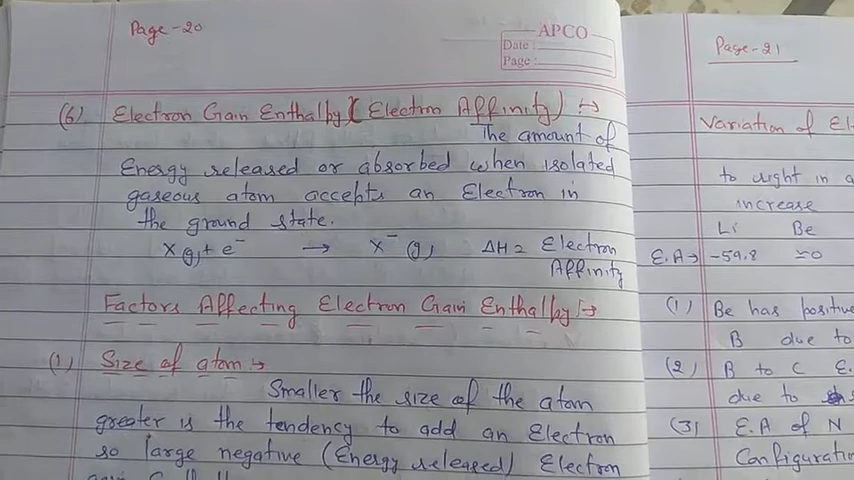 Page-20
APCO
Date :
Page :
(6) Electron Gain Enthalby (Electron Affinity) :→
The amount of
Energy released or absorbed when isolated
gaseous atom accepts an Electron in
the ground state.
X(g) + e⁻ → X⁻(g), ΔH = Electron
Affinity
Factors Affecting Electron Gain Enthalby :→
(1) Size of atom :→
Smaller the size of the atom
greater is the tendency to add an Electron
so large negative (Energy released) Electron
Page-21
Variation of El
to right in a
increase
Li Be
E.A → -59.8 ≈0
(1) Be has positive
B due to
(2) B to C E.
due to
(3) E.A of N
Configuration